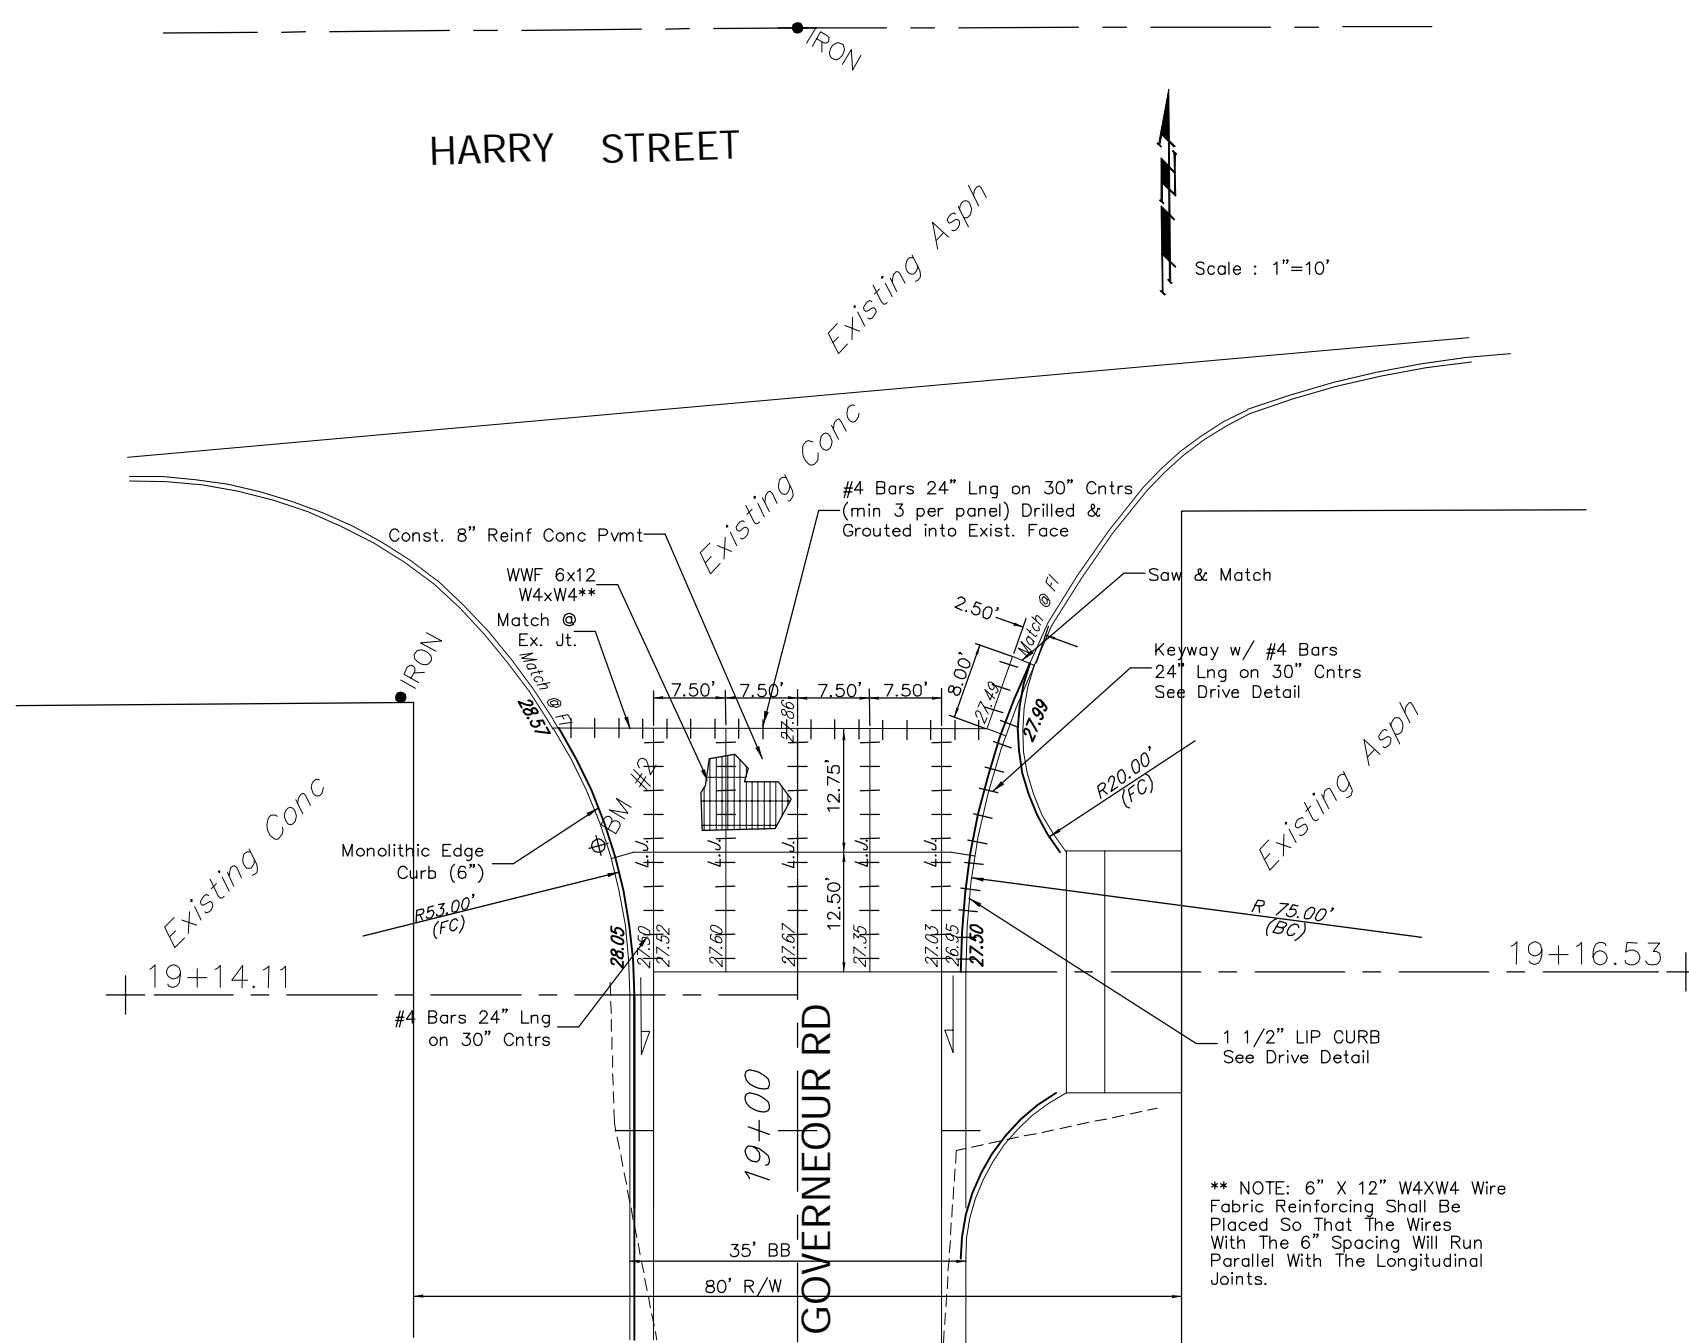 IRON
HARRY STREET
Existing Asph
Scale : 1"=10'
Existing Conc
#4 Bars 24" Lng on 30" Cntrs
(min 3 per panel) Drilled &
Grouted into Exist. Face
Const. 8" Reinf Conc Pvmt
WWF 6x12
W4xW4**
Match @
Ex. Jt.
Saw & Match
2.50'
Match @ Fl
Keyway w/ #4 Bars
24" Lng on 30" Cntrs
See Drive Detail
IRON
Match @ Fl
28.57
7.50'
7.50'
7.50'
7.50'
8.00'
27.86
27.49
27.99
Existing Asph
R20.00'
(FC)
BM #2
12.75'
Existing Conc
Monolithic Edge
Curb (6")
L.J.
L.J.
L.J.
L.J.
R53.00'
(FC)
12.50'
R 75.00'
(BC)
28.05
27.50
27.52
27.60
27.67
27.35
27.03
26.95
27.50
19+14.11
19+16.53
#4 Bars 24" Lng
on 30" Cntrs
1 1/2" LIP CURB
See Drive Detail
19+00
GOVERNEOUR RD
** NOTE: 6" X 12" W4XW4 Wire
Fabric Reinforcing Shall Be
Placed So That The Wires
With The 6" Spacing Will Run
Parallel With The Longitudinal
Joints.
35' BB
80' R/W